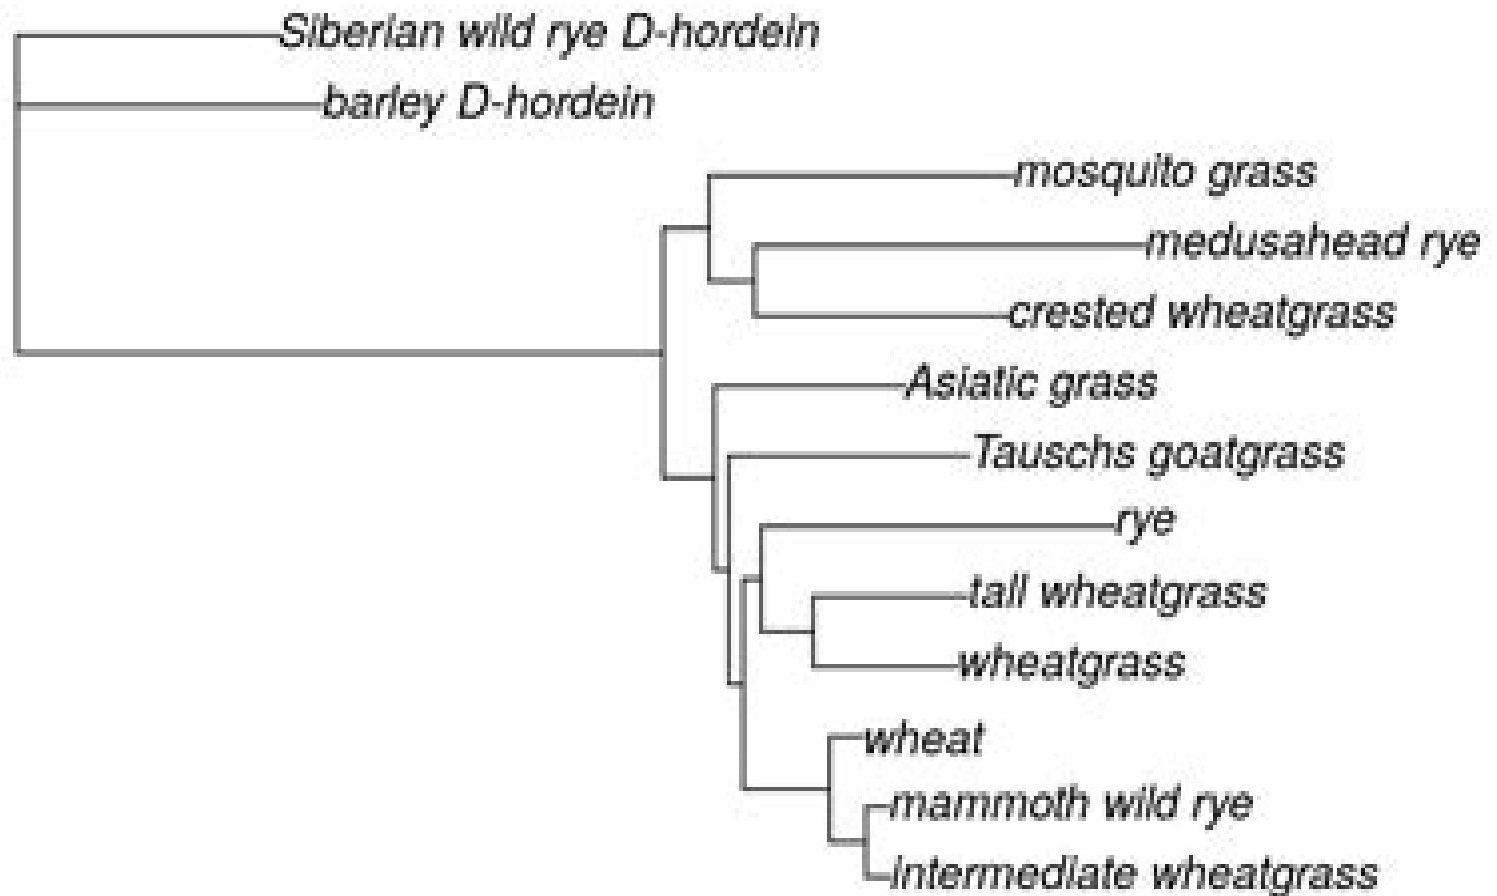 Siberian wild rye D-hordein
barley D-hordein
mosquito grass
medusahead rye
crested wheatgrass
Asiatic grass
Tauschs goatgrass
rye
tall wheatgrass
wheatgrass
wheat
mammoth wild rye
intermediate wheatgrass